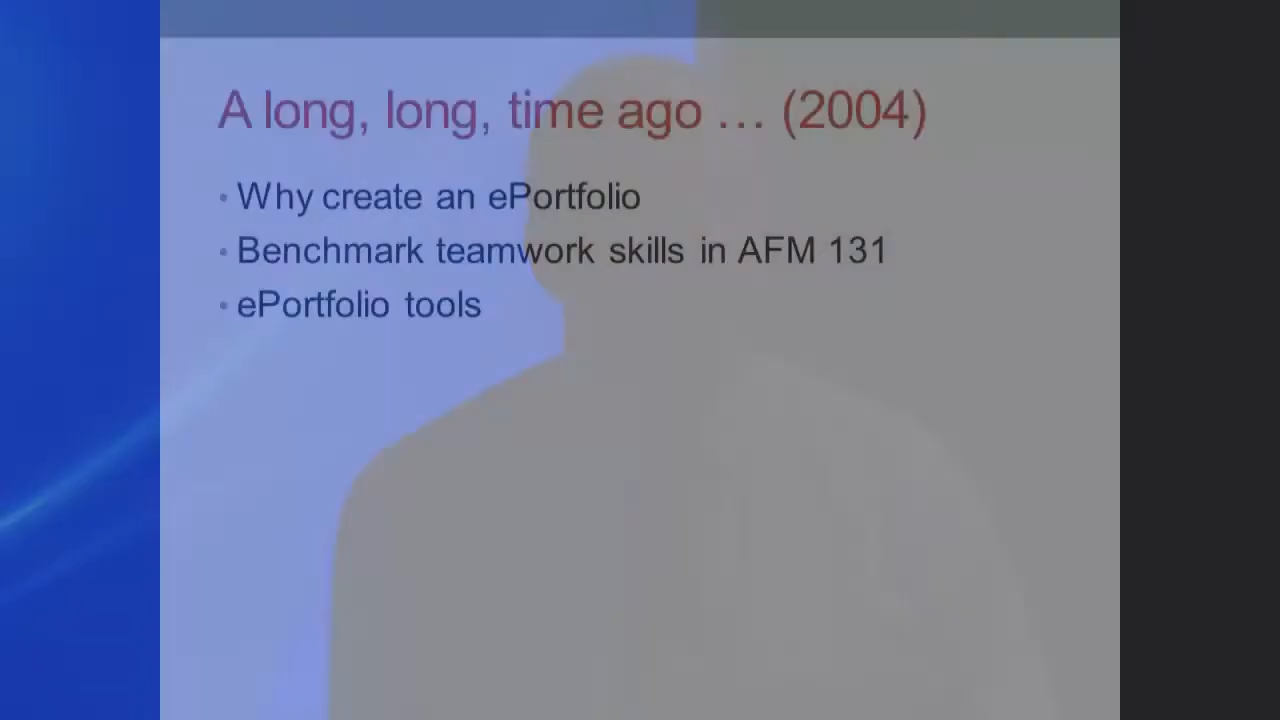 A long, long, time ago … (2004)
• Why create an ePortfolio
• Benchmark teamwork skills in AFM 131
• ePortfolio tools